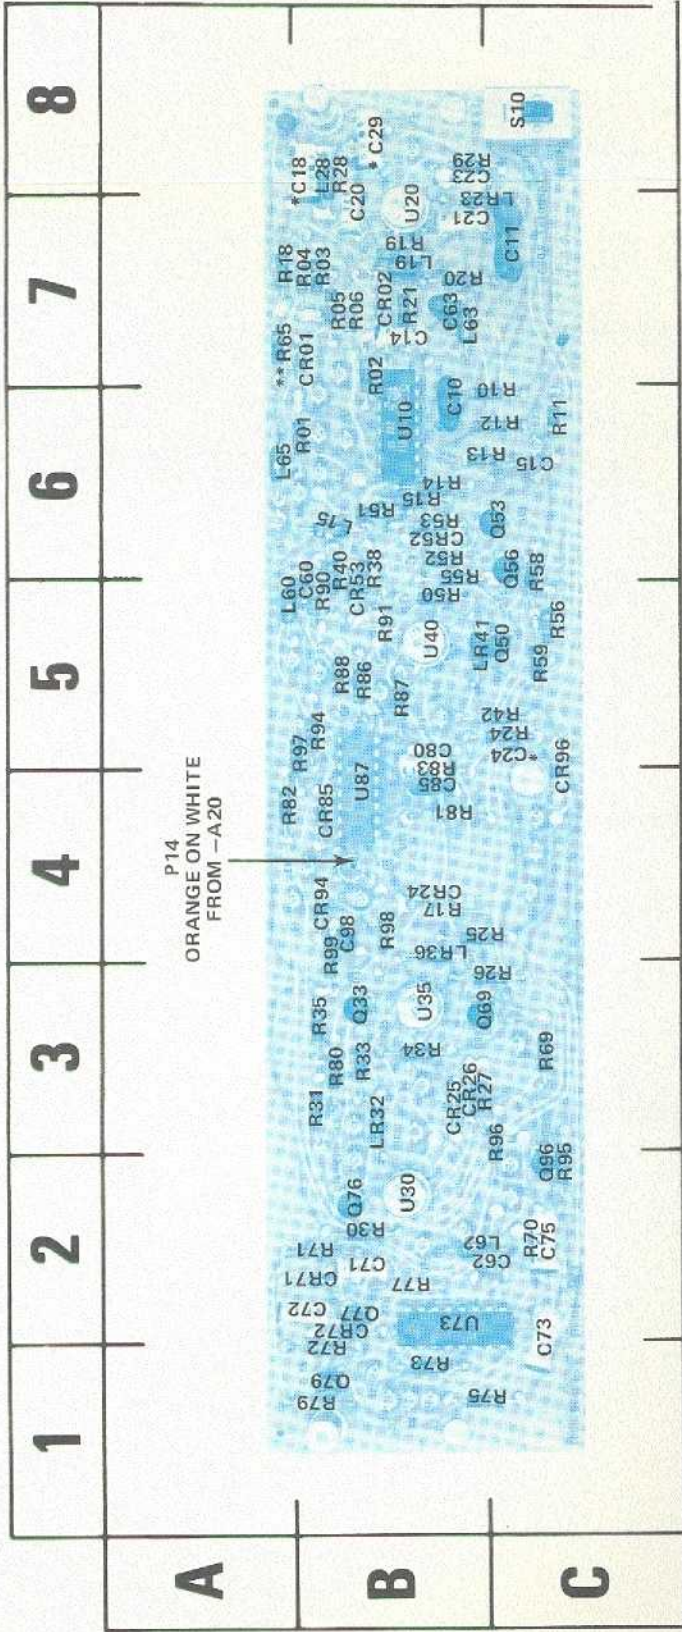 8
7
6
5
4
3
2
1
A
B
C
P14
ORANGE ON WHITE
FROM –A20
S10
*C29
*C18
L28
R28
C20
U20
R29
C23
LR23
C21
C11
R19
L19
R20
R18
R04
R03
R05
R06
CR02
R21
C14
C63
L63
**R65
CR01
R02
U10
C10
R10
R12
R11
R13
C15
L65
R01
R14
R15
R51
L75
R53
CR52
R52
R55
R50
Q53
Q56
R58
L60
C60
R90
R40
CR53
R38
R91
U40
LR41
Q50
R56
R59
R88
R86
R87
R42
R24
*C24
CR96
R97
R94
C80
R83
C85
R81
R82
CR85
U87
CR94
R99
C98
R98
CR24
R17
LR36
R25
R26
R35
Q33
U35
Q69
R80
R33
R34
R69
R31
LR32
CR25
CR26
R27
R96
Q96
R95
Q76
U30
R30
R71
CR71
C71
R77
L62
C62
R70
C75
C72
Q77
CR72
R72
U73
C73
R73
Q79
R79
R75